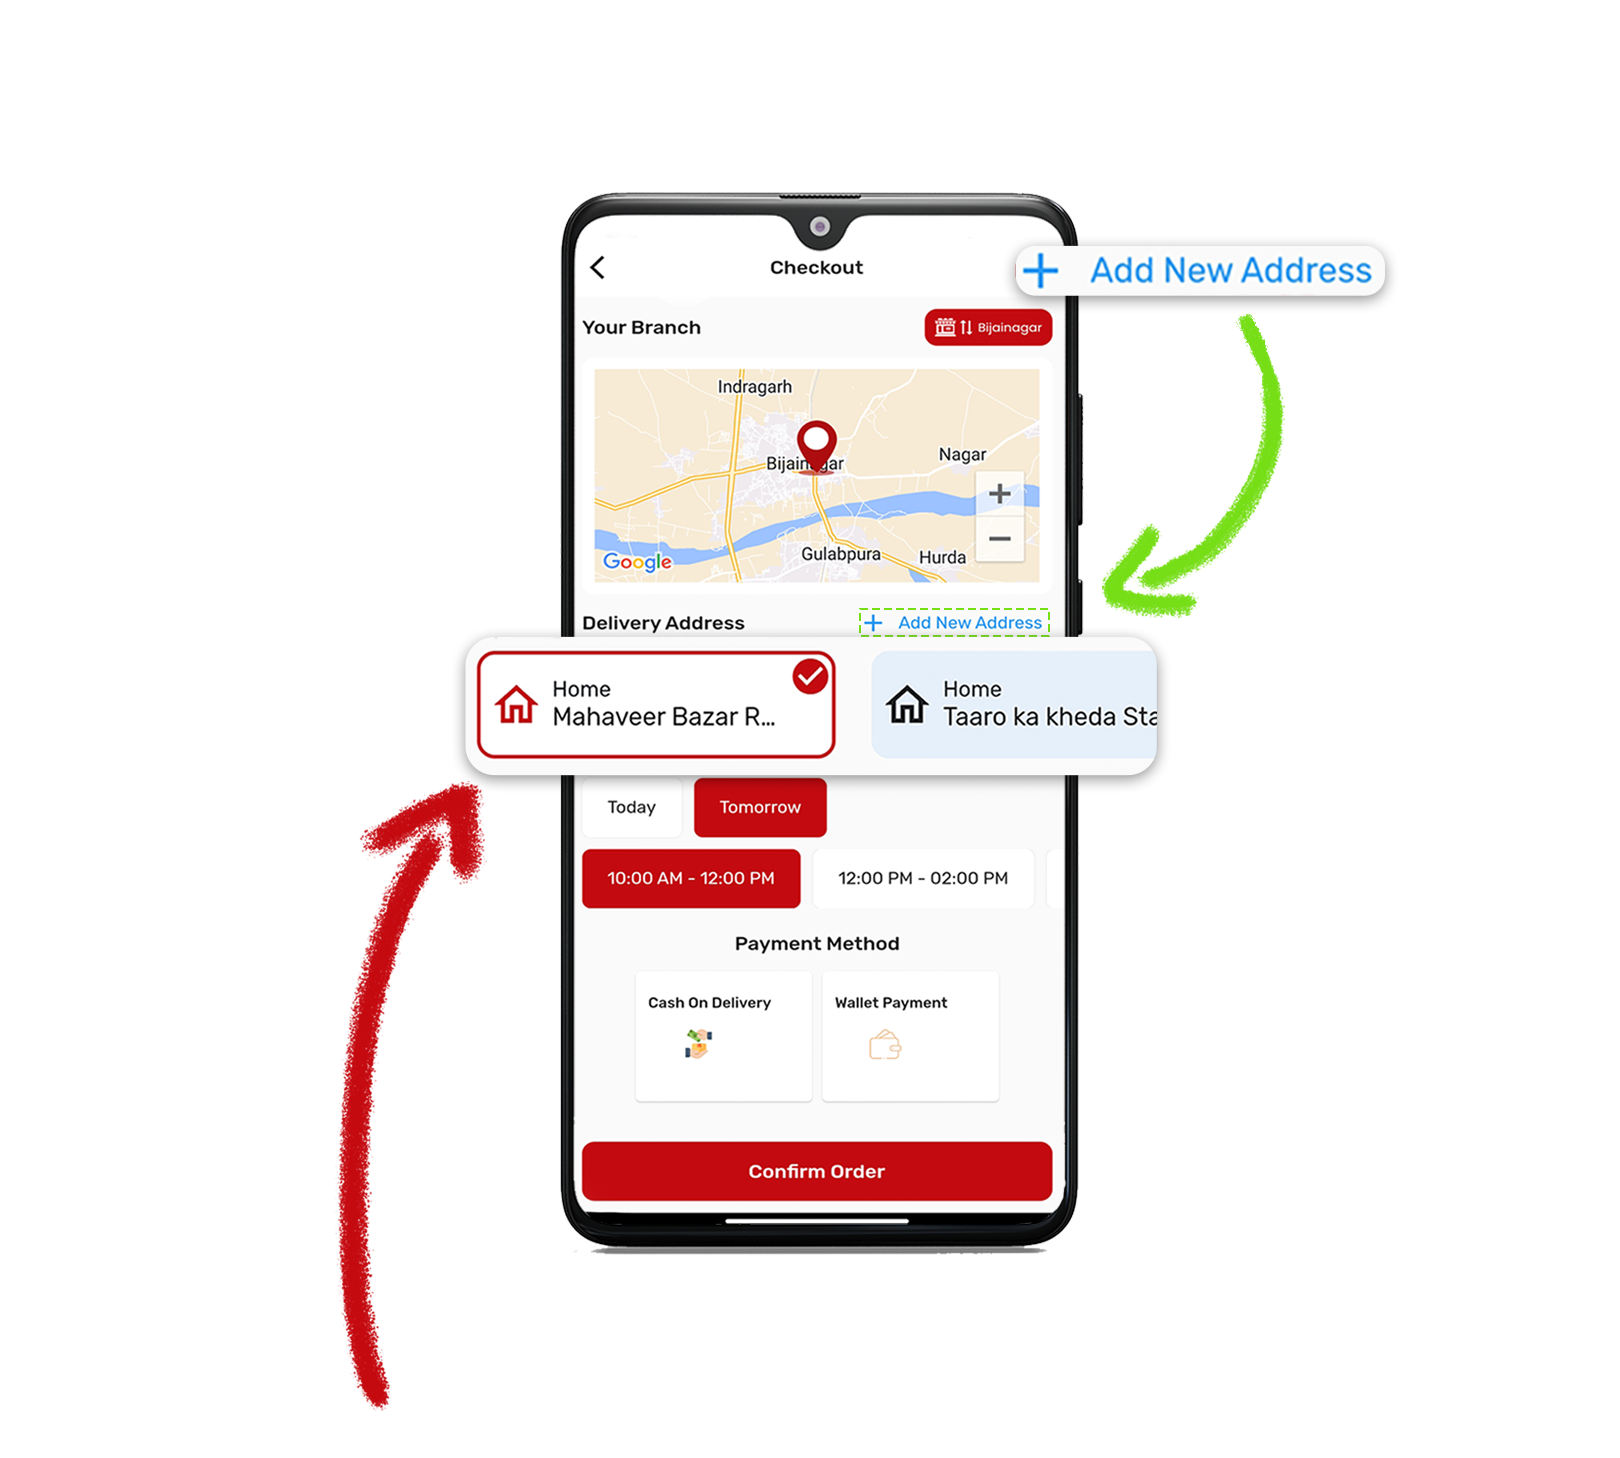 Checkout
+ Add New Address
Your Branch
Bijainagar
Indragarh
Bijainagar
Nagar
+
−
Gulabpura
Hurda
Google
Delivery Address
+ Add New Address
Home
Mahaveer Bazar R...
Home
Taaro ka kheda Sta
Today
Tomorrow
10:00 AM - 12:00 PM
12:00 PM - 02:00 PM
Payment Method
Cash On Delivery
Wallet Payment
Confirm Order